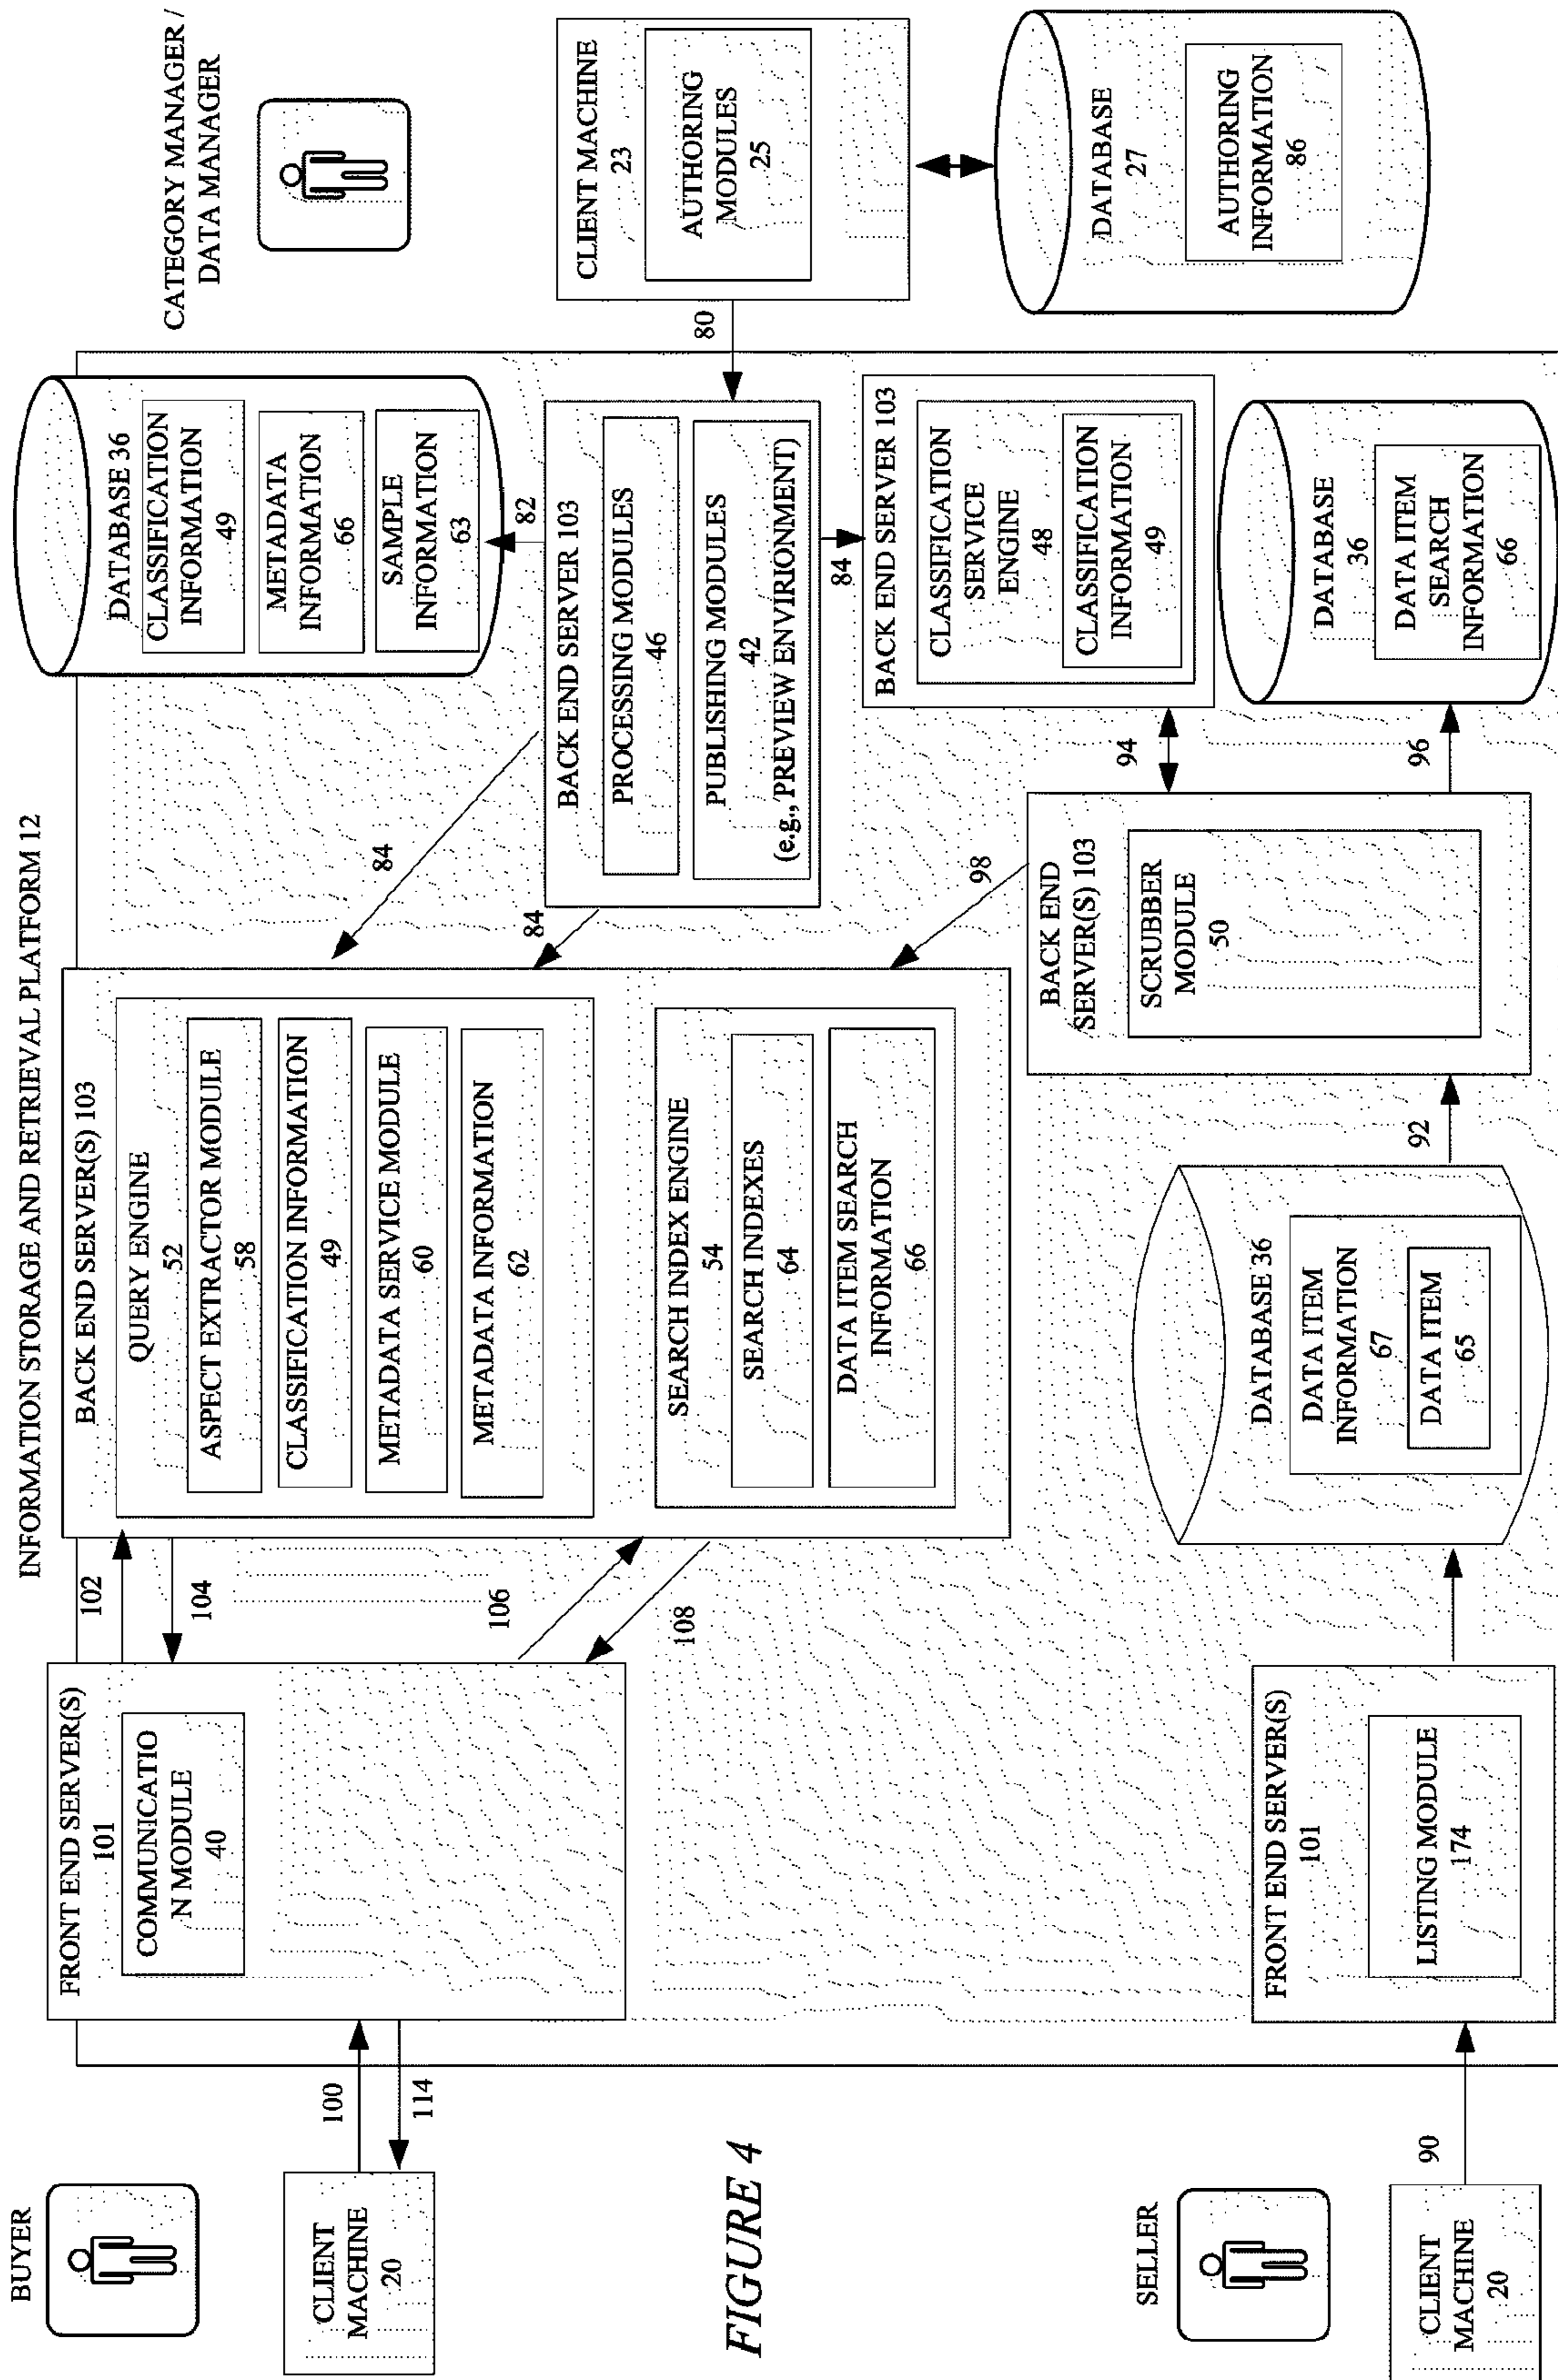 INFORMATION STORAGE AND RETRIEVAL PLATFORM 12
BUYER
CLIENT
MACHINE
20
100
114
FRONT END SERVER(S)
101
COMMUNICATIO
N MODULE
40
102
104
106
108
BACK END SERVER(S) 103
QUERY ENGINE
52
ASPECT EXTRACTOR MODULE
58
CLASSIFICATION INFORMATION
49
METADATA SERVICE MODULE
60
METADATA INFORMATION
62
SEARCH INDEX ENGINE
54
SEARCH INDEXES
64
DATA ITEM SEARCH
INFORMATION
66
84
84
98
DATABASE 36
CLASSIFICATION
INFORMATION
49
METADATA
INFORMATION
66
SAMPLE
INFORMATION
63
82
BACK END SERVER 103
PROCESSING MODULES
46
PUBLISHING MODULES
42
(e.g., PREVIEW ENVIRIONMENT)
84
BACK END SERVER 103
CLASSIFICATION
SERVICE
ENGINE
48
CLASSIFICATION
INFORMATION
49
CATEGORY MANAGER /
DATA MANAGER
CLIENT MACHINE
23
AUTHORING
MODULES
25
80
DATABASE
27
AUTHORING
INFORMATION
86
FIGURE 4
SELLER
CLIENT
MACHINE
20
90
FRONT END SERVER(S)
101
LISTING MODULE
174
DATABASE 36
DATA ITEM
INFORMATION
67
DATA ITEM
65
92
BACK END
SERVER(S) 103
SCRUBBER
MODULE
50
94
96
DATABASE
36
DATA ITEM
SEARCH
INFORMATION
66